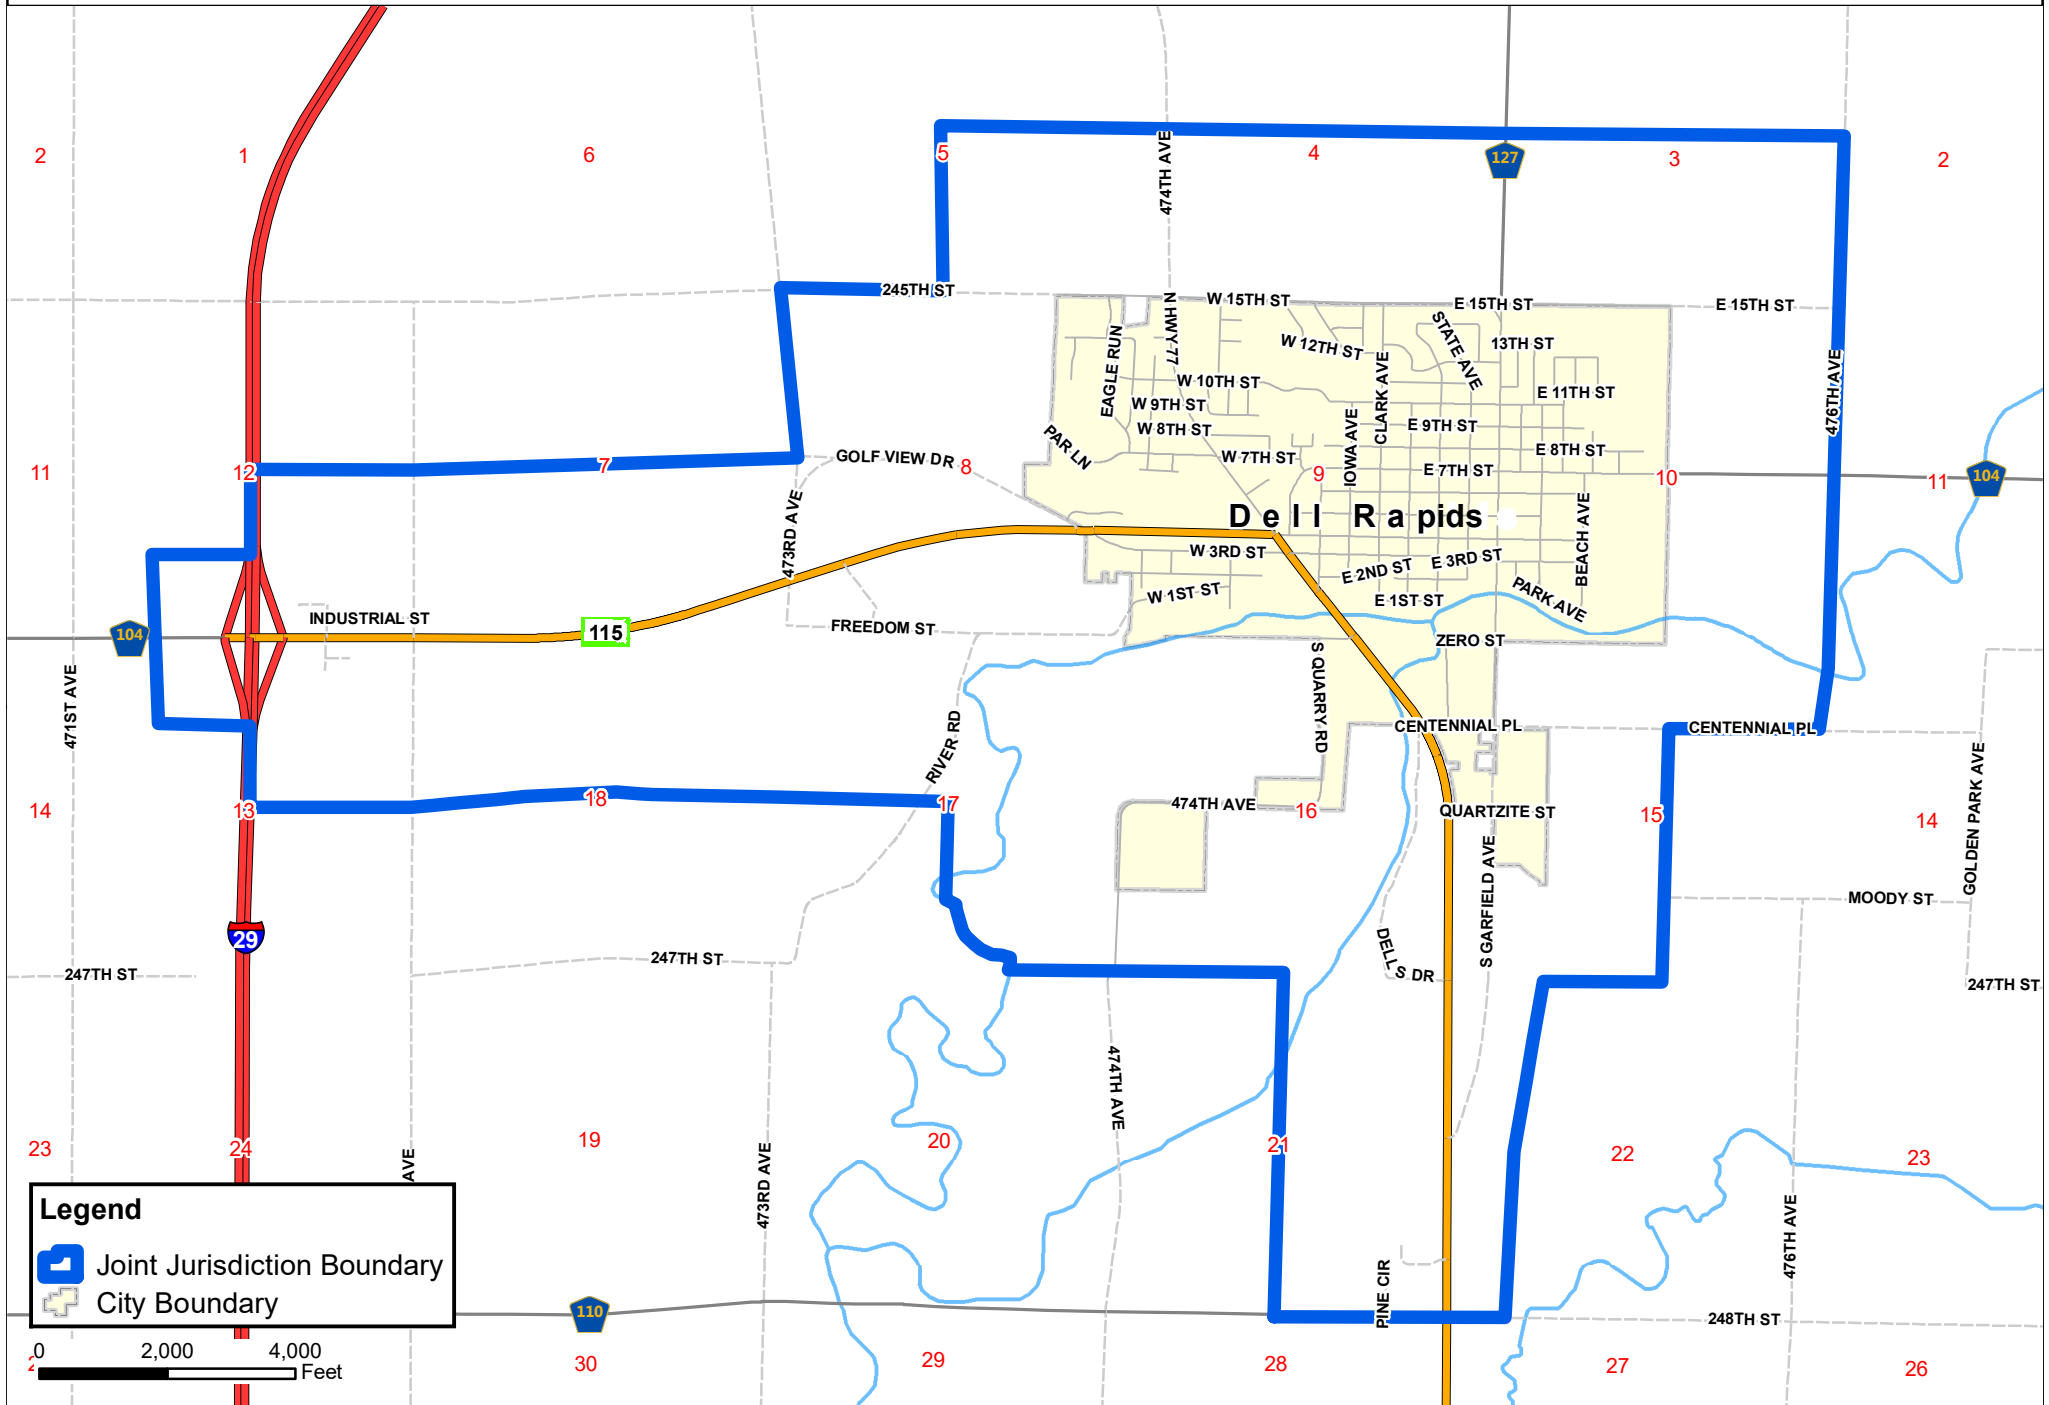 2
1
6
5
4
3
2
127
474TH AVE
245TH ST
N HWY 77
W 15TH ST
E 15TH ST
E 15TH ST
EAGLE RUN
W 12TH ST
STATE AVE
13TH ST
CLARK AVE
W 10TH ST
E 11TH ST
476TH AVE
W 9TH ST
IOWA AVE
E 9TH ST
W 8TH ST
PAR LN
E 8TH ST
11
12
7
GOLF VIEW DR
8
W 7TH ST
9
E 7TH ST
10
11
104
473RD AVE
Dell Rapids
BEACH AVE
W 3RD ST
E 3RD ST
E 2ND ST
W 1ST ST
E 1ST ST
PARK AVE
104
INDUSTRIAL ST
115
FREEDOM ST
ZERO ST
471ST AVE
S QUARRY RD
RIVER RD
CENTENNIAL PL
CENTENNIAL PL
GOLDEN PARK AVE
14
13
18
17
474TH AVE
16
QUARTZITE ST
15
14
S GARFIELD AVE
MOODY ST
29
DELL S DR
247TH ST
247TH ST
247TH ST
474TH AVE
23
24
19
20
21
22
23
AVE
473RD AVE
476TH AVE
Legend
Joint Jurisdiction Boundary
City Boundary
110
PINE CIR
248TH ST
0 2,000 4,000
Feet
30
29
28
27
26